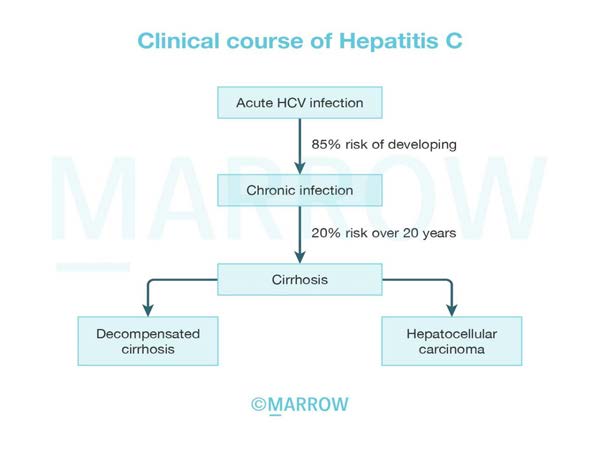 Clinical course of Hepatitis C
Acute HCV infection
85% risk of developing
Chronic infection
MARROW
20% risk over 20 years
Cirrhosis
Decompensated
cirrhosis
Hepatocellular
carcinoma
©MARROW